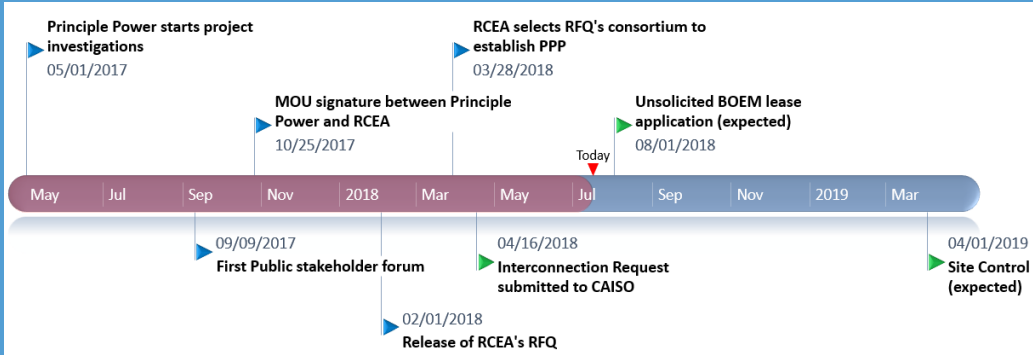 Principle Power starts project
investigations
05/01/2017
RCEA selects RFQ's consortium to
establish PPP
03/28/2018
MOU signature between Principle
Power and RCEA
10/25/2017
Unsolicited BOEM lease
application (expected)
08/01/2018
Today
May Jul Sep Nov 2018 Mar May Jul Sep Nov 2019 Mar
09/09/2017
First Public stakeholder forum
04/16/2018
Interconnection Request
submitted to CAISO
04/01/2019
Site Control
(expected)
02/01/2018
Release of RCEA's RFQ